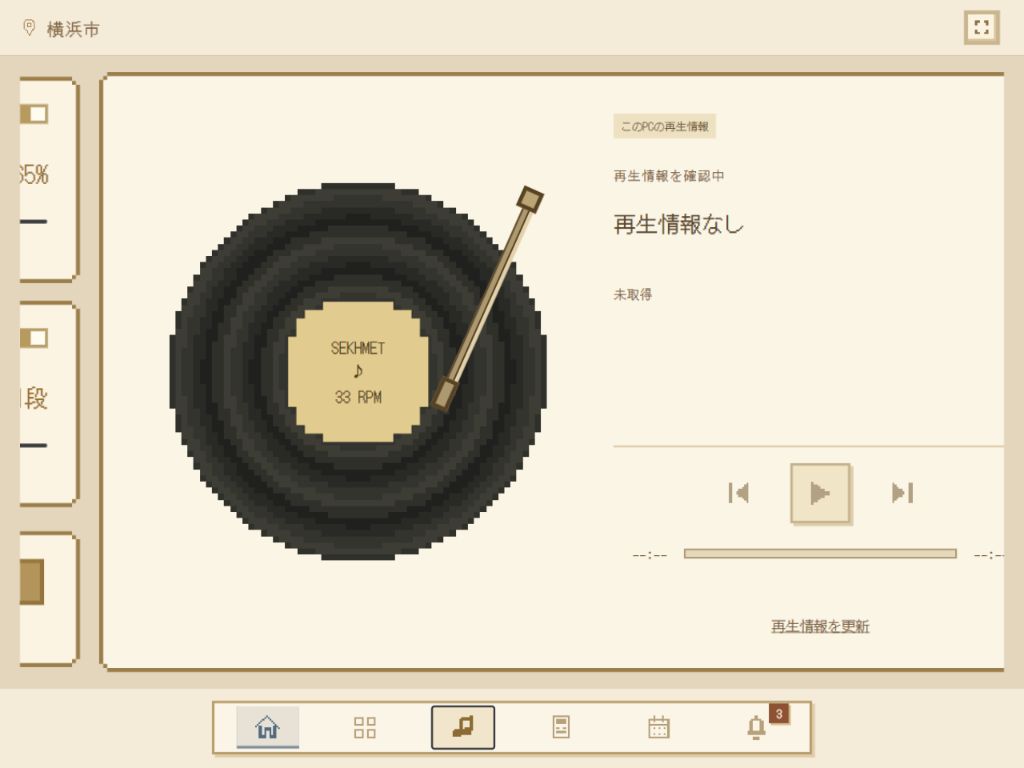 横浜市
65%
段
このPCの再生情報
再生情報を確認中
再生情報なし
未取得
SEKHMET
♪
33 RPM
--:--
--:-
再生情報を更新
3